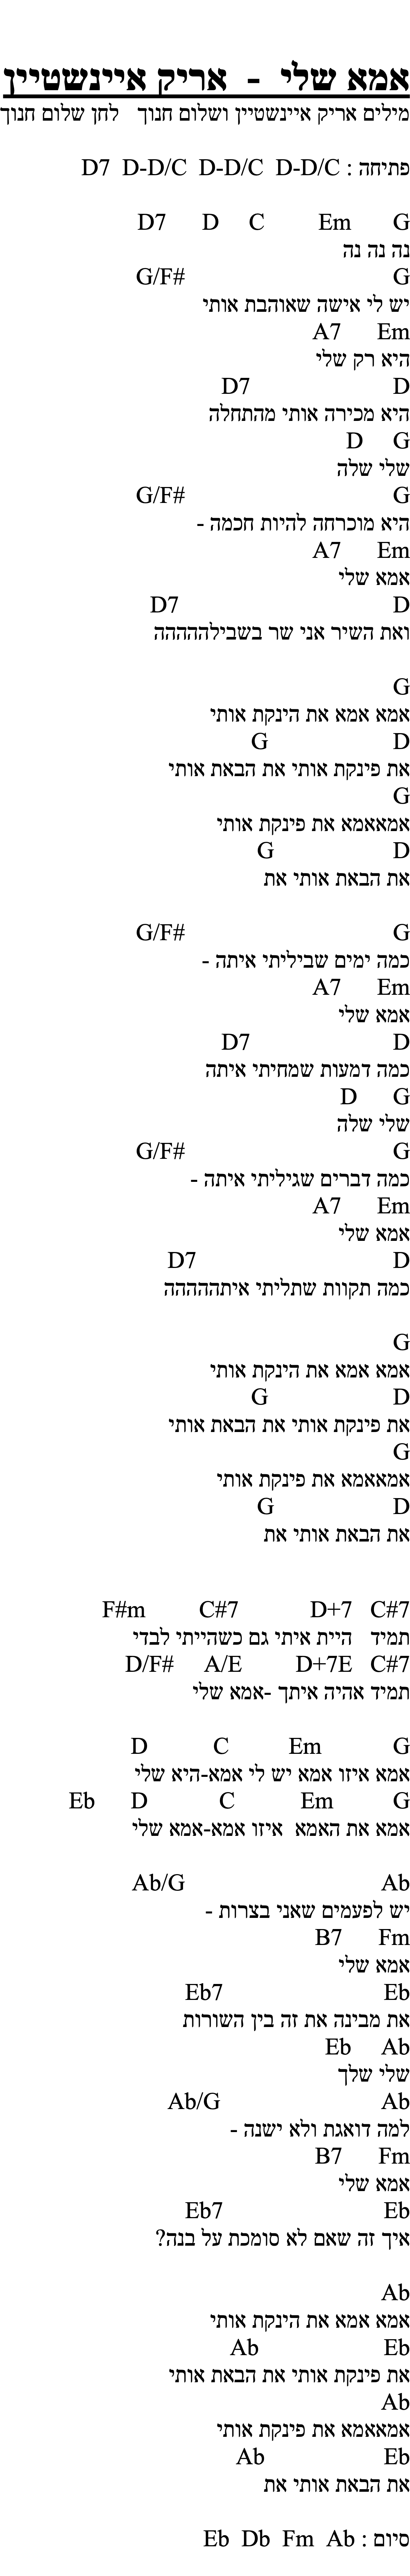 אמא שלי - אריק איינשטיין
מילים אריק איינשטיין ושלום חנוך לחן שלום חנוך
פתיחה : D7 D-D/C D-D/C D-D/C
D7 D C Em G
נה נה נה
G/F# G
יש לי אישה שאוהבת אותי
A7 Em
היא רק שלי
D7 D
היא מכירה אותי מהתחלה
D G
שלי שלה
G/F# G
היא מוכרחה להיות חכמה -
A7 Em
אמא שלי
D7 D
ואת השיר אני שר בשבילההההה
G
אמא אמא את הינקת אותי
G D
את פינקת אותי את הבאת אותי
G
אמאאמא את פינקת אותי
G D
את הבאת אותי את
G/F# G
כמה ימים שביליתי איתה -
A7 Em
אמא שלי
D7 D
כמה דמעות שמחיתי איתה
D G
שלי שלה
G/F# G
כמה דברים שגיליתי איתה -
A7 Em
אמא שלי
D7 D
כמה תקוות שתליתי איתההההה
G
אמא אמא את הינקת אותי
G D
את פינקת אותי את הבאת אותי
G
אמאאמא את פינקת אותי
G D
את הבאת אותי את
F#m C#7 D+7 C#7
תמיד היית איתי גם כשהייתי לבדי
D/F# A/E D+7E C#7
תמיד אהיה איתך -אמא שלי
D C Em G
אמא איזו אמא יש לי אמא-היא שלי
Eb D C Em G
אמא את האמא איזו אמא-אמא שלי
Ab/G Ab
יש לפעמים שאני בצרות -
B7 Fm
אמא שלי
Eb7 Eb
את מבינה את זה בין השורות
Eb Ab
שלי שלך
Ab/G Ab
למה דואגת ולא ישנה -
B7 Fm
אמא שלי
Eb7 Eb
איך זה שאם לא סומכת על בנה?
Ab
אמא אמא את הינקת אותי
Ab Eb
את פינקת אותי את הבאת אותי
Ab
אמאאמא את פינקת אותי
Ab Eb
את הבאת אותי את
סיום : Eb Db Fm Ab